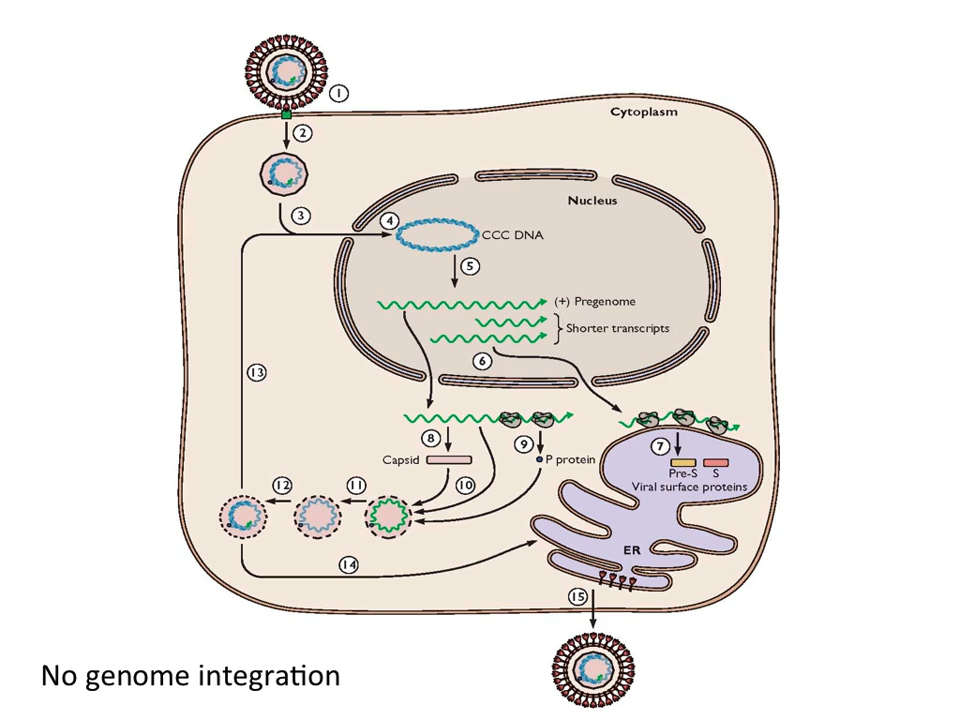 1
Cytoplasm
2
Nucleus
3
4
CCC DNA
5
(+) Pregenome
Shorter transcripts
6
13
8
9
7
Capsid
P protein
Pre-S
S
Viral surface proteins
10
12
11
ER
14
15
No genome integration